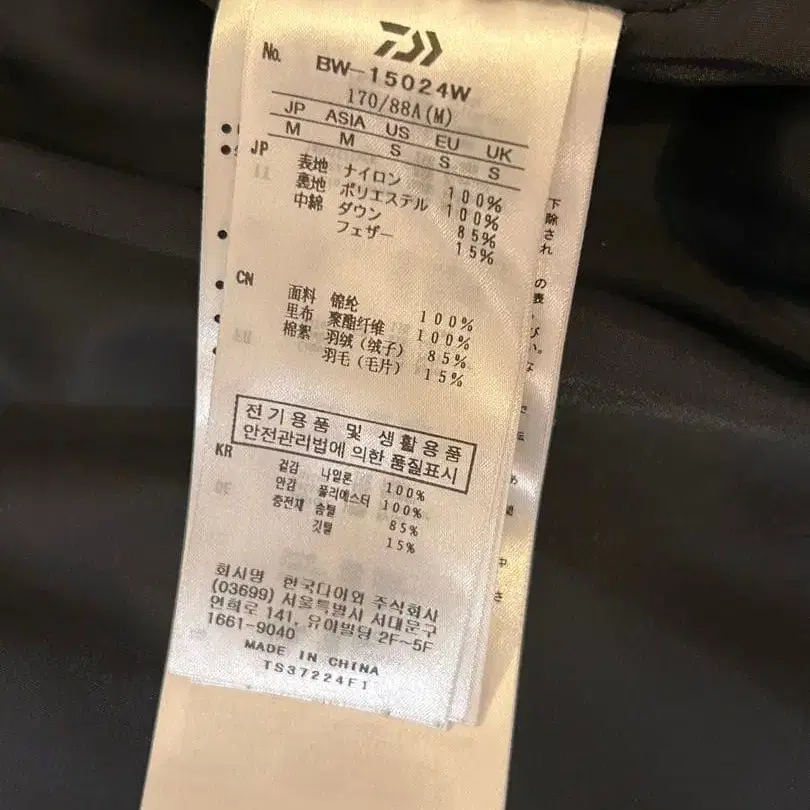 No. BW-15024W
170/88A(M)
JP ASIA US EU UK
M M S S S
JP
表地 ナイロン 100%
裏地 ポリエステル 100%
中綿 ダウン 85%
フェザー 15%
CN
面料 锦纶 100%
里布 聚酯纤维 100%
棉絮 羽绒（绒子） 85%
羽毛（毛片） 15%
전기용품 및 생활용품
안전관리법에 의한 품질표시
KR
겉감 나일론 100%
안감 폴리에스터 100%
충전재 솜털 85%
깃털 15%
회사명 한국다이와 주식회사
(03699) 서울특별시 서대문구
연희로 141, 유아빌딩 2F~5F
1661-9040
MADE IN CHINA
TS37224F1
下
除
され
の
表